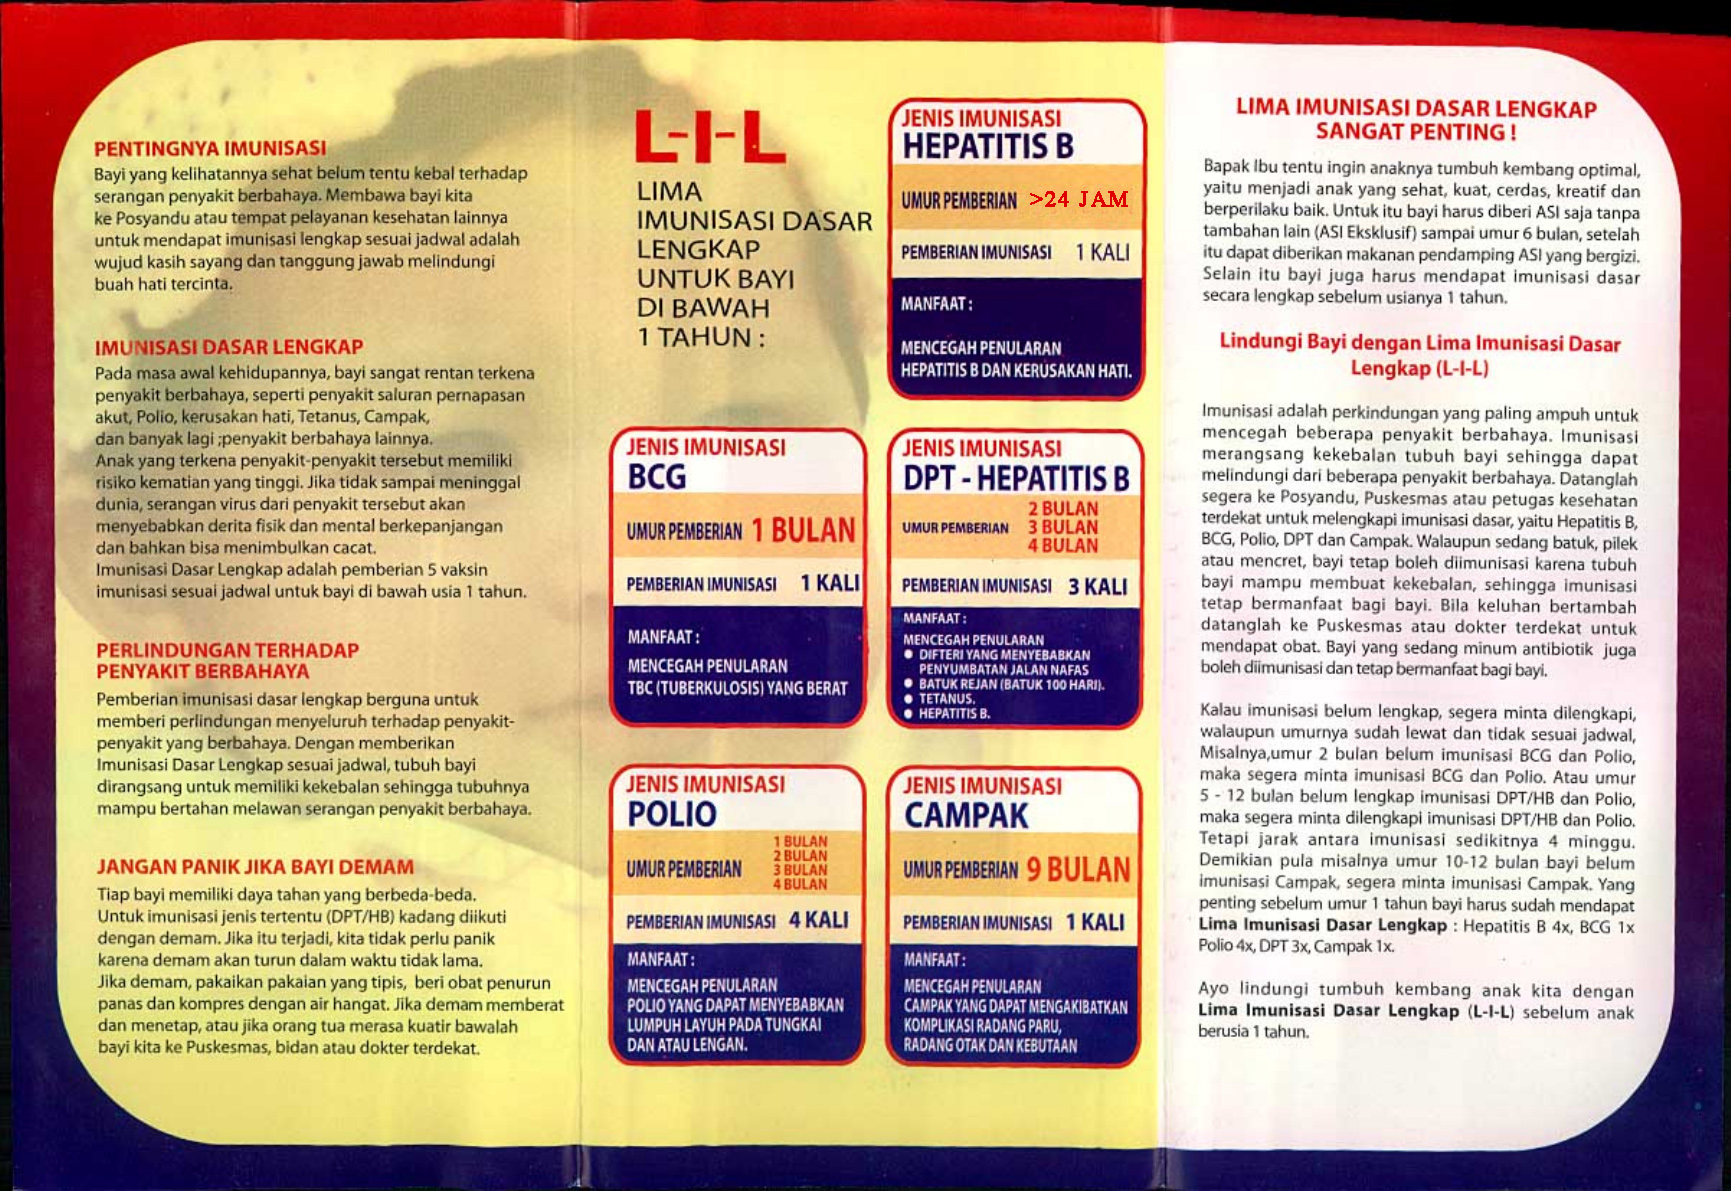 PENTINGNYA IMUNISASI
Bayi yang kelihatannya sehat belum tentu kebal terhadap
serangan penyakit berbahaya. Membawa bayi kita
ke Posyandu atau tempat pelayanan kesehatan lainnya
untuk mendapat imunisasi lengkap sesuai jadwal adalah
wujud kasih sayang dan tanggung jawab melindungi
buah hati tercinta.
IMUNISASI DASAR LENGKAP
Pada masa awal kehidupannya, bayi sangat rentan terkena
penyakit berbahaya, seperti penyakit saluran pernapasan
akut, Polio, kerusakan hati, Tetanus, Campak,
dan banyak lagi ;penyakit berbahaya lainnya.
Anak yang terkena penyakit-penyakit tersebut memiliki
risiko kematian yang tinggi. Jika tidak sampai meninggal
dunia, serangan virus dari penyakit tersebut akan
menyebabkan derita fisik dan mental berkepanjangan
dan bahkan bisa menimbulkan cacat.
Imunisasi Dasar Lengkap adalah pemberian 5 vaksin
imunisasi sesuai jadwal untuk bayi di bawah usia 1 tahun.
PERLINDUNGAN TERHADAP
PENYAKIT BERBAHAYA
Pemberian imunisasi dasar lengkap berguna untuk
memberi perlindungan menyeluruh terhadap penyakit-
penyakit yang berbahaya. Dengan memberikan
Imunisasi Dasar Lengkap sesuai jadwal, tubuh bayi
dirangsang untuk memiliki kekebalan sehingga tubuhnya
mampu bertahan melawan serangan penyakit berbahaya.
JANGAN PANIK JIKA BAYI DEMAM
Tiap bayi memiliki daya tahan yang berbeda-beda.
Untuk imunisasi jenis tertentu (DPT/HB) kadang diikuti
dengan demam. Jika itu terjadi, kita tidak perlu panik
karena demam akan turun dalam waktu tidak lama.
Jika demam, pakaikan pakaian yang tipis, beri obat penurun
panas dan kompres dengan air hangat. Jika demam memberat
dan menetap, atau jika orang tua merasa kuatir bawalah
bayi kita ke Puskesmas, bidan atau dokter terdekat.
L-I-L
LIMA
IMUNISASI DASAR
LENGKAP
UNTUK BAYI
DI BAWAH
1 TAHUN :
JENIS IMUNISASI
HEPATITIS B
UMUR PEMBERIAN >24 JAM
PEMBERIAN IMUNISASI 1 KALI
MANFAAT :
MENCEGAH PENULARAN
HEPATITIS B DAN KERUSAKAN HATI.
JENIS IMUNISASI
BCG
UMUR PEMBERIAN 1 BULAN
PEMBERIAN IMUNISASI 1 KALI
MANFAAT :
MENCEGAH PENULARAN
TBC (TUBERKULOSIS) YANG BERAT
JENIS IMUNISASI
DPT - HEPATITIS B
UMUR PEMBERIAN
2 BULAN
3 BULAN
4 BULAN
PEMBERIAN IMUNISASI 3 KALI
MANFAAT :
MENCEGAH PENULARAN
● DIFTERI YANG MENYEBABKAN
PENYUMBATAN JALAN NAFAS
● BATUK REJAN (BATUK 100 HARI).
● TETANUS.
● HEPATITIS B.
JENIS IMUNISASI
POLIO
UMUR PEMBERIAN
1 BULAN
2 BULAN
3 BULAN
4 BULAN
PEMBERIAN IMUNISASI 4 KALI
MANFAAT :
MENCEGAH PENULARAN
POLIO YANG DAPAT MENYEBABKAN
LUMPUH LAYUH PADA TUNGKAI
DAN ATAU LENGAN.
JENIS IMUNISASI
CAMPAK
UMUR PEMBERIAN 9 BULAN
PEMBERIAN IMUNISASI 1 KALI
MANFAAT :
MENCEGAH PENULARAN
CAMPAK YANG DAPAT MENGAKIBATKAN
KOMPLIKASI RADANG PARU,
RADANG OTAK DAN KEBUTAAN
LIMA IMUNISASI DASAR LENGKAP
SANGAT PENTING !
Bapak Ibu tentu ingin anaknya tumbuh kembang optimal,
yaitu menjadi anak yang sehat, kuat, cerdas, kreatif dan
berperilaku baik. Untuk itu bayi harus diberi ASI saja tanpa
tambahan lain (ASI Eksklusif) sampai umur 6 bulan, setelah
itu dapat diberikan makanan pendamping ASI yang bergizi.
Selain itu bayi juga harus mendapat imunisasi dasar
secara lengkap sebelum usianya 1 tahun.
Lindungi Bayi dengan Lima Imunisasi Dasar
Lengkap (L-I-L)
Imunisasi adalah perkindungan yang paling ampuh untuk
mencegah beberapa penyakit berbahaya. Imunisasi
merangsang kekebalan tubuh bayi sehingga dapat
melindungi dari beberapa penyakit berbahaya. Datanglah
segera ke Posyandu, Puskesmas atau petugas kesehatan
terdekat untuk melengkapi imunisasi dasar, yaitu Hepatitis B,
BCG, Polio, DPT dan Campak. Walaupun sedang batuk, pilek
atau mencret, bayi tetap boleh diimunisasi karena tubuh
bayi mampu membuat kekebalan, sehingga imunisasi
tetap bermanfaat bagi bayi. Bila keluhan bertambah
datanglah ke Puskesmas atau dokter terdekat untuk
mendapat obat. Bayi yang sedang minum antibiotik juga
boleh diimunisasi dan tetap bermanfaat bagi bayi.
Kalau imunisasi belum lengkap, segera minta dilengkapi,
walaupun umurnya sudah lewat dan tidak sesuai jadwal,
Misalnya,umur 2 bulan belum imunisasi BCG dan Polio,
maka segera minta imunisasi BCG dan Polio. Atau umur
5 - 12 bulan belum lengkap imunisasi DPT/HB dan Polio,
maka segera minta dilengkapi imunisasi DPT/HB dan Polio.
Tetapi jarak antara imunisasi sedikitnya 4 minggu.
Demikian pula misalnya umur 10-12 bulan bayi belum
imunisasi Campak, segera minta imunisasi Campak. Yang
penting sebelum umur 1 tahun bayi harus sudah mendapat
Lima Imunisasi Dasar Lengkap : Hepatitis B 4x, BCG 1x
Polio 4x, DPT 3x, Campak 1x.
Ayo lindungi tumbuh kembang anak kita dengan
Lima Imunisasi Dasar Lengkap (L-I-L) sebelum anak
berusia 1 tahun.